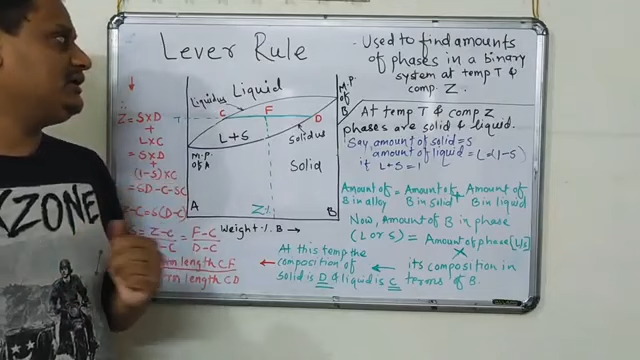 Lever Rule
Used to find amounts
of phases in a binary
system at temp T &
comp. Z.
Liquid
Liquidus
M.P.
of
B
C
F
D
T
L+S
solidus
M.P.
of A
Solid
A
Z
B
Weight % B →
At temp T & comp Z
phases are solid & liquid.
Say amount of solid = S
amount of liquid = L or (1-S)
if L+S=1
Amount of = Amount of + Amount of
B in alloy B in solid B in liquid
Now, Amount of B in phase
(L or S) = Amount of phase (L/S)
×
its composition in
terms of B.
At this temp the
composition of
solid is D & liquid is C
∴
Z = S×D
+
L×C
= S×D
+
(1-S)×C
= SD-C-SC
-C=S(D-C)
= Z-C = F-C
-C D-C
length CF
length CD
KZONE